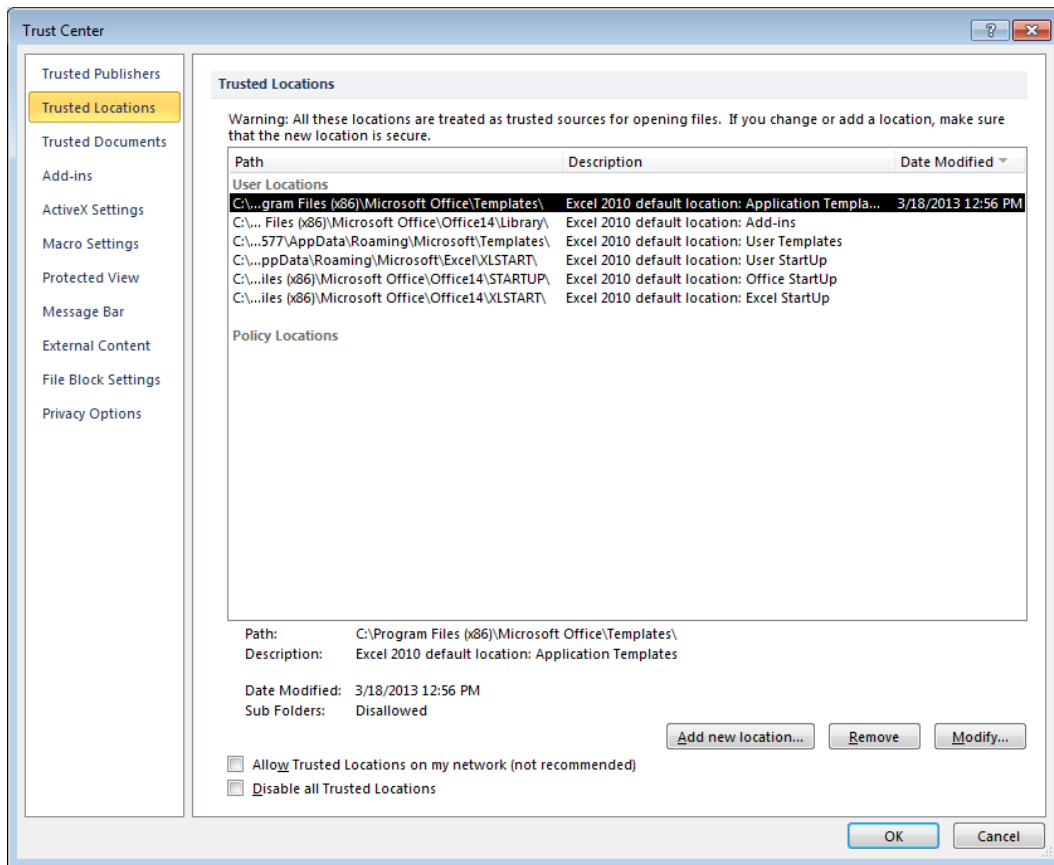 Trust Center
Trusted Publishers
Trusted Locations
Trusted Documents
Add-ins
ActiveX Settings
Macro Settings
Protected View
Message Bar
External Content
File Block Settings
Privacy Options
Trusted Locations
Warning: All these locations are treated as trusted sources for opening files. If you change or add a location, make sure
that the new location is secure.
Path Description Date Modified
User Locations
C:\...gram Files (x86)\Microsoft Office\Templates\ Excel 2010 default location: Application Templa... 3/18/2013 12:56 PM
C:\... Files (x86)\Microsoft Office\Office14\Library\ Excel 2010 default location: Add-ins
C:\...577\AppData\Roaming\Microsoft\Templates\ Excel 2010 default location: User Templates
C:\...ppData\Roaming\Microsoft\Excel\XLSTART\ Excel 2010 default location: User StartUp
C:\...iles (x86)\Microsoft Office\Office14\STARTUP\ Excel 2010 default location: Office StartUp
C:\...iles (x86)\Microsoft Office\Office14\XLSTART\ Excel 2010 default location: Excel StartUp
Policy Locations
Path: C:\Program Files (x86)\Microsoft Office\Templates\
Description: Excel 2010 default location: Application Templates
Date Modified: 3/18/2013 12:56 PM
Sub Folders: Disallowed
Add new location... Remove Modify...
Allow Trusted Locations on my network (not recommended)
Disable all Trusted Locations
OK Cancel